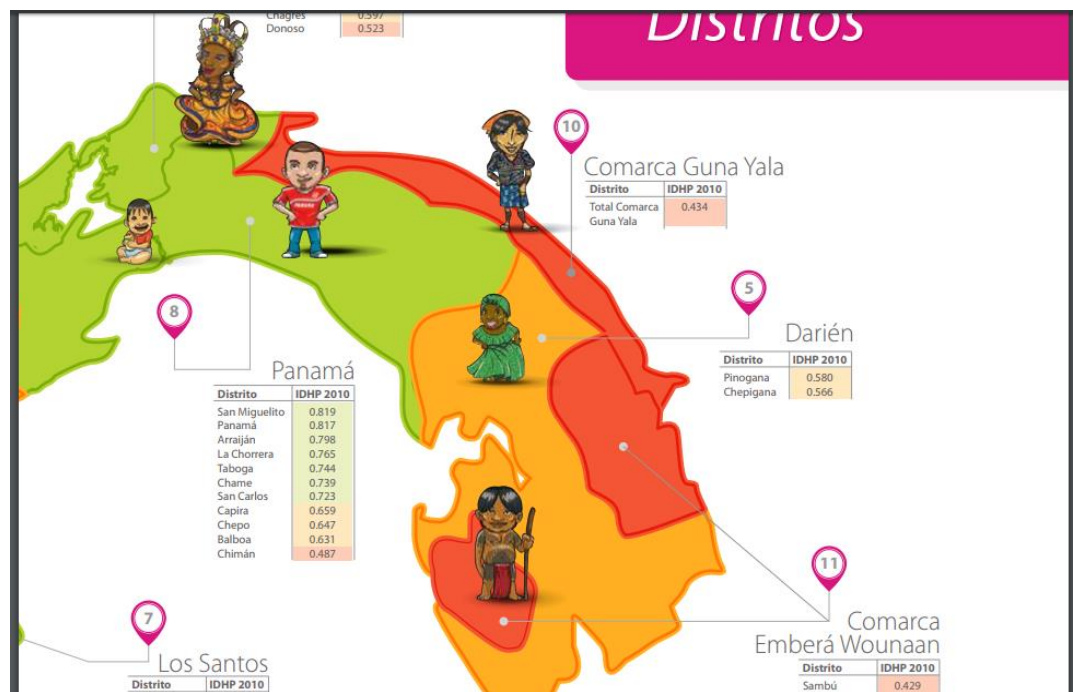 Distritos
Chagres 0.597
Donoso 0.523
10
Comarca Guna Yala
Distrito IDHP 2010
Total Comarca 0.434
Guna Yala
5
Darién
Distrito IDHP 2010
Pinogana 0.580
Chepigana 0.566
8
Panamá
Distrito IDHP 2010
San Miguelito 0.819
Panamá 0.817
Arraiján 0.798
La Chorrera 0.765
Taboga 0.744
Chame 0.739
San Carlos 0.723
Capira 0.659
Chepo 0.647
Balboa 0.631
Chimán 0.487
PANAMÁ
11
Comarca
Emberá Wounaan
Distrito IDHP 2010
Sambú 0.429
7
Los Santos
Distrito IDHP 2010